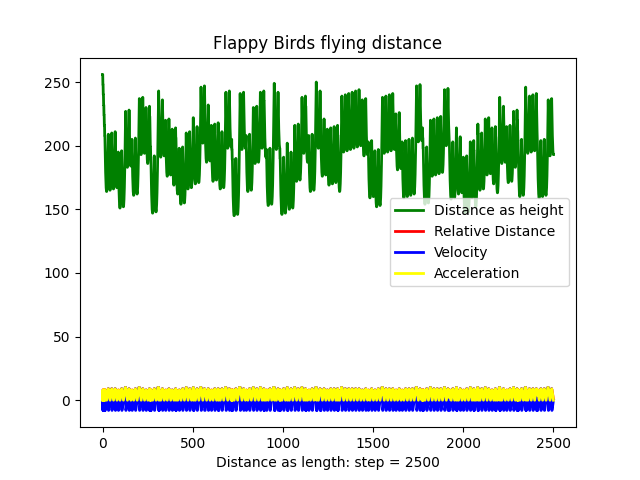 Flappy Birds flying distance
250
200
150
100
50
0
Distance as height
Relative Distance
Velocity
Acceleration
0 500 1000 1500 2000 2500
Distance as length: step = 2500